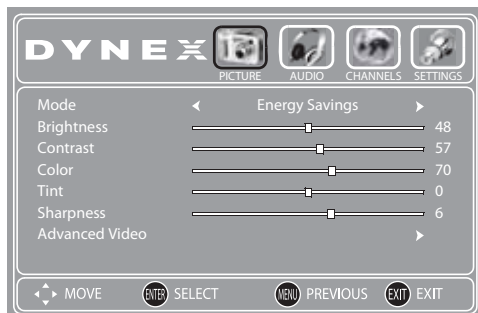 DYNEX
PICTURE AUDIO CHANNELS SETTINGS
Mode Energy Savings
Brightness 48
Contrast 57
Color 70
Tint 0
Sharpness 6
Advanced Video
MOVE ENTER SELECT MENU PREVIOUS EXIT EXIT